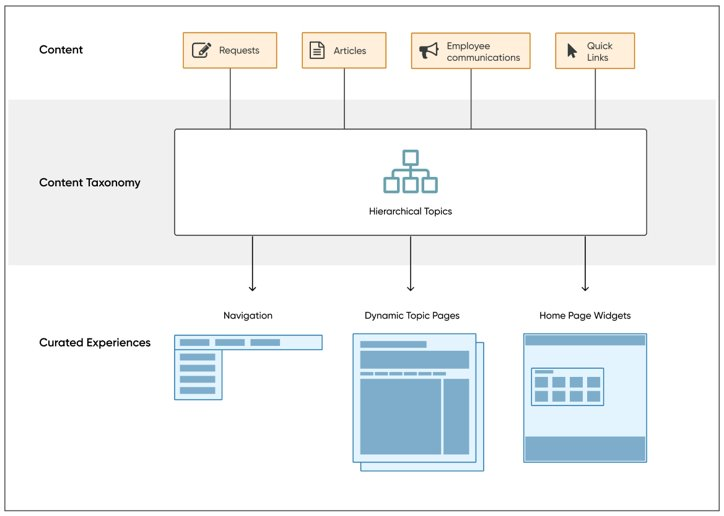 Content
Requests
Articles
Employee
communications
Quick
Links
Content Taxonomy
Hierarchical Topics
Navigation
Dynamic Topic Pages
Home Page Widgets
Curated Experiences